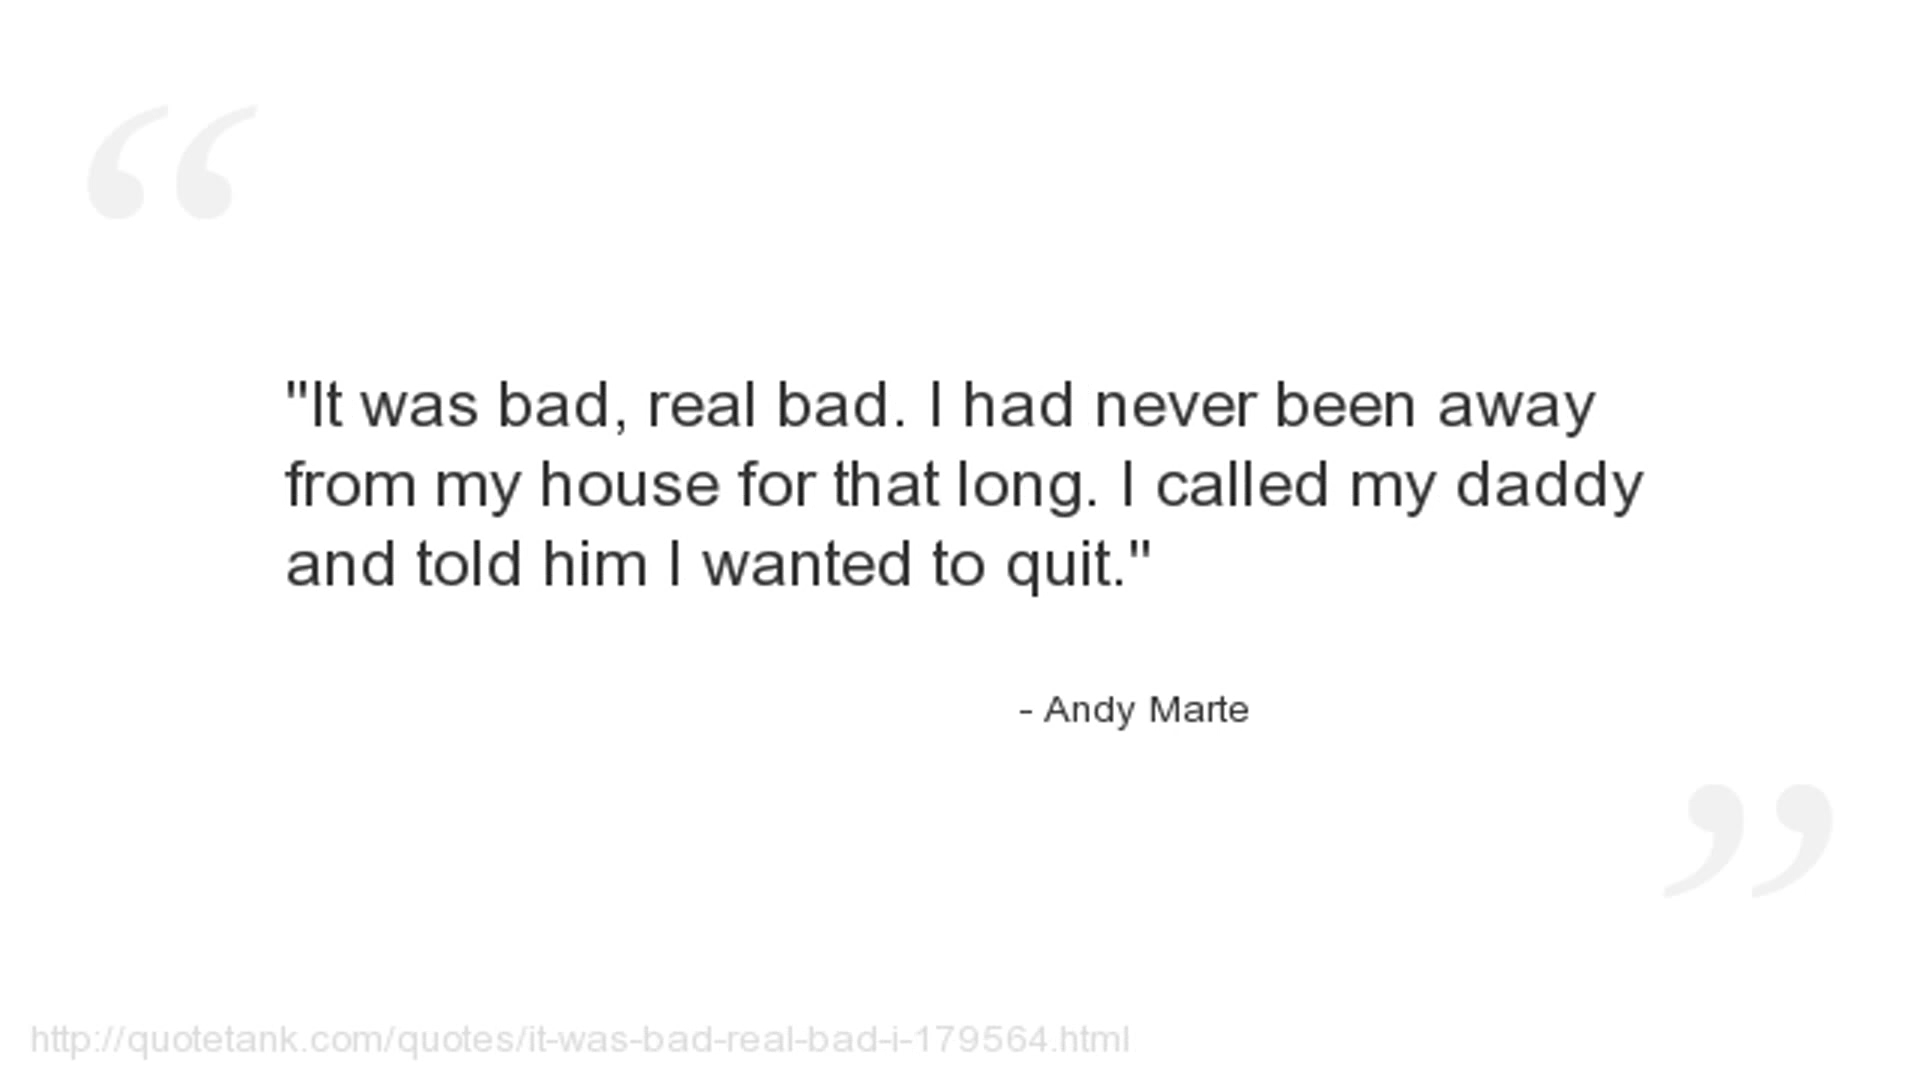 "It was bad, real bad. I had never been away
from my house for that long. I called my daddy
and told him I wanted to quit."
- Andy Marte
http://quotetank.com/quotes/it-was-bad-real-bad-i-179564.html